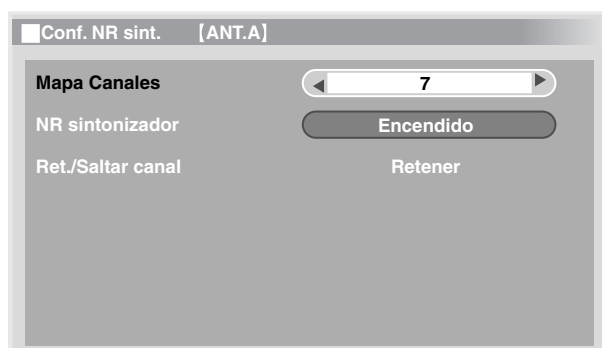 Conf. NR sint. [ANT.A]
Mapa Canales 7
NR sintonizador Encendido
Ret./Saltar canal Retener